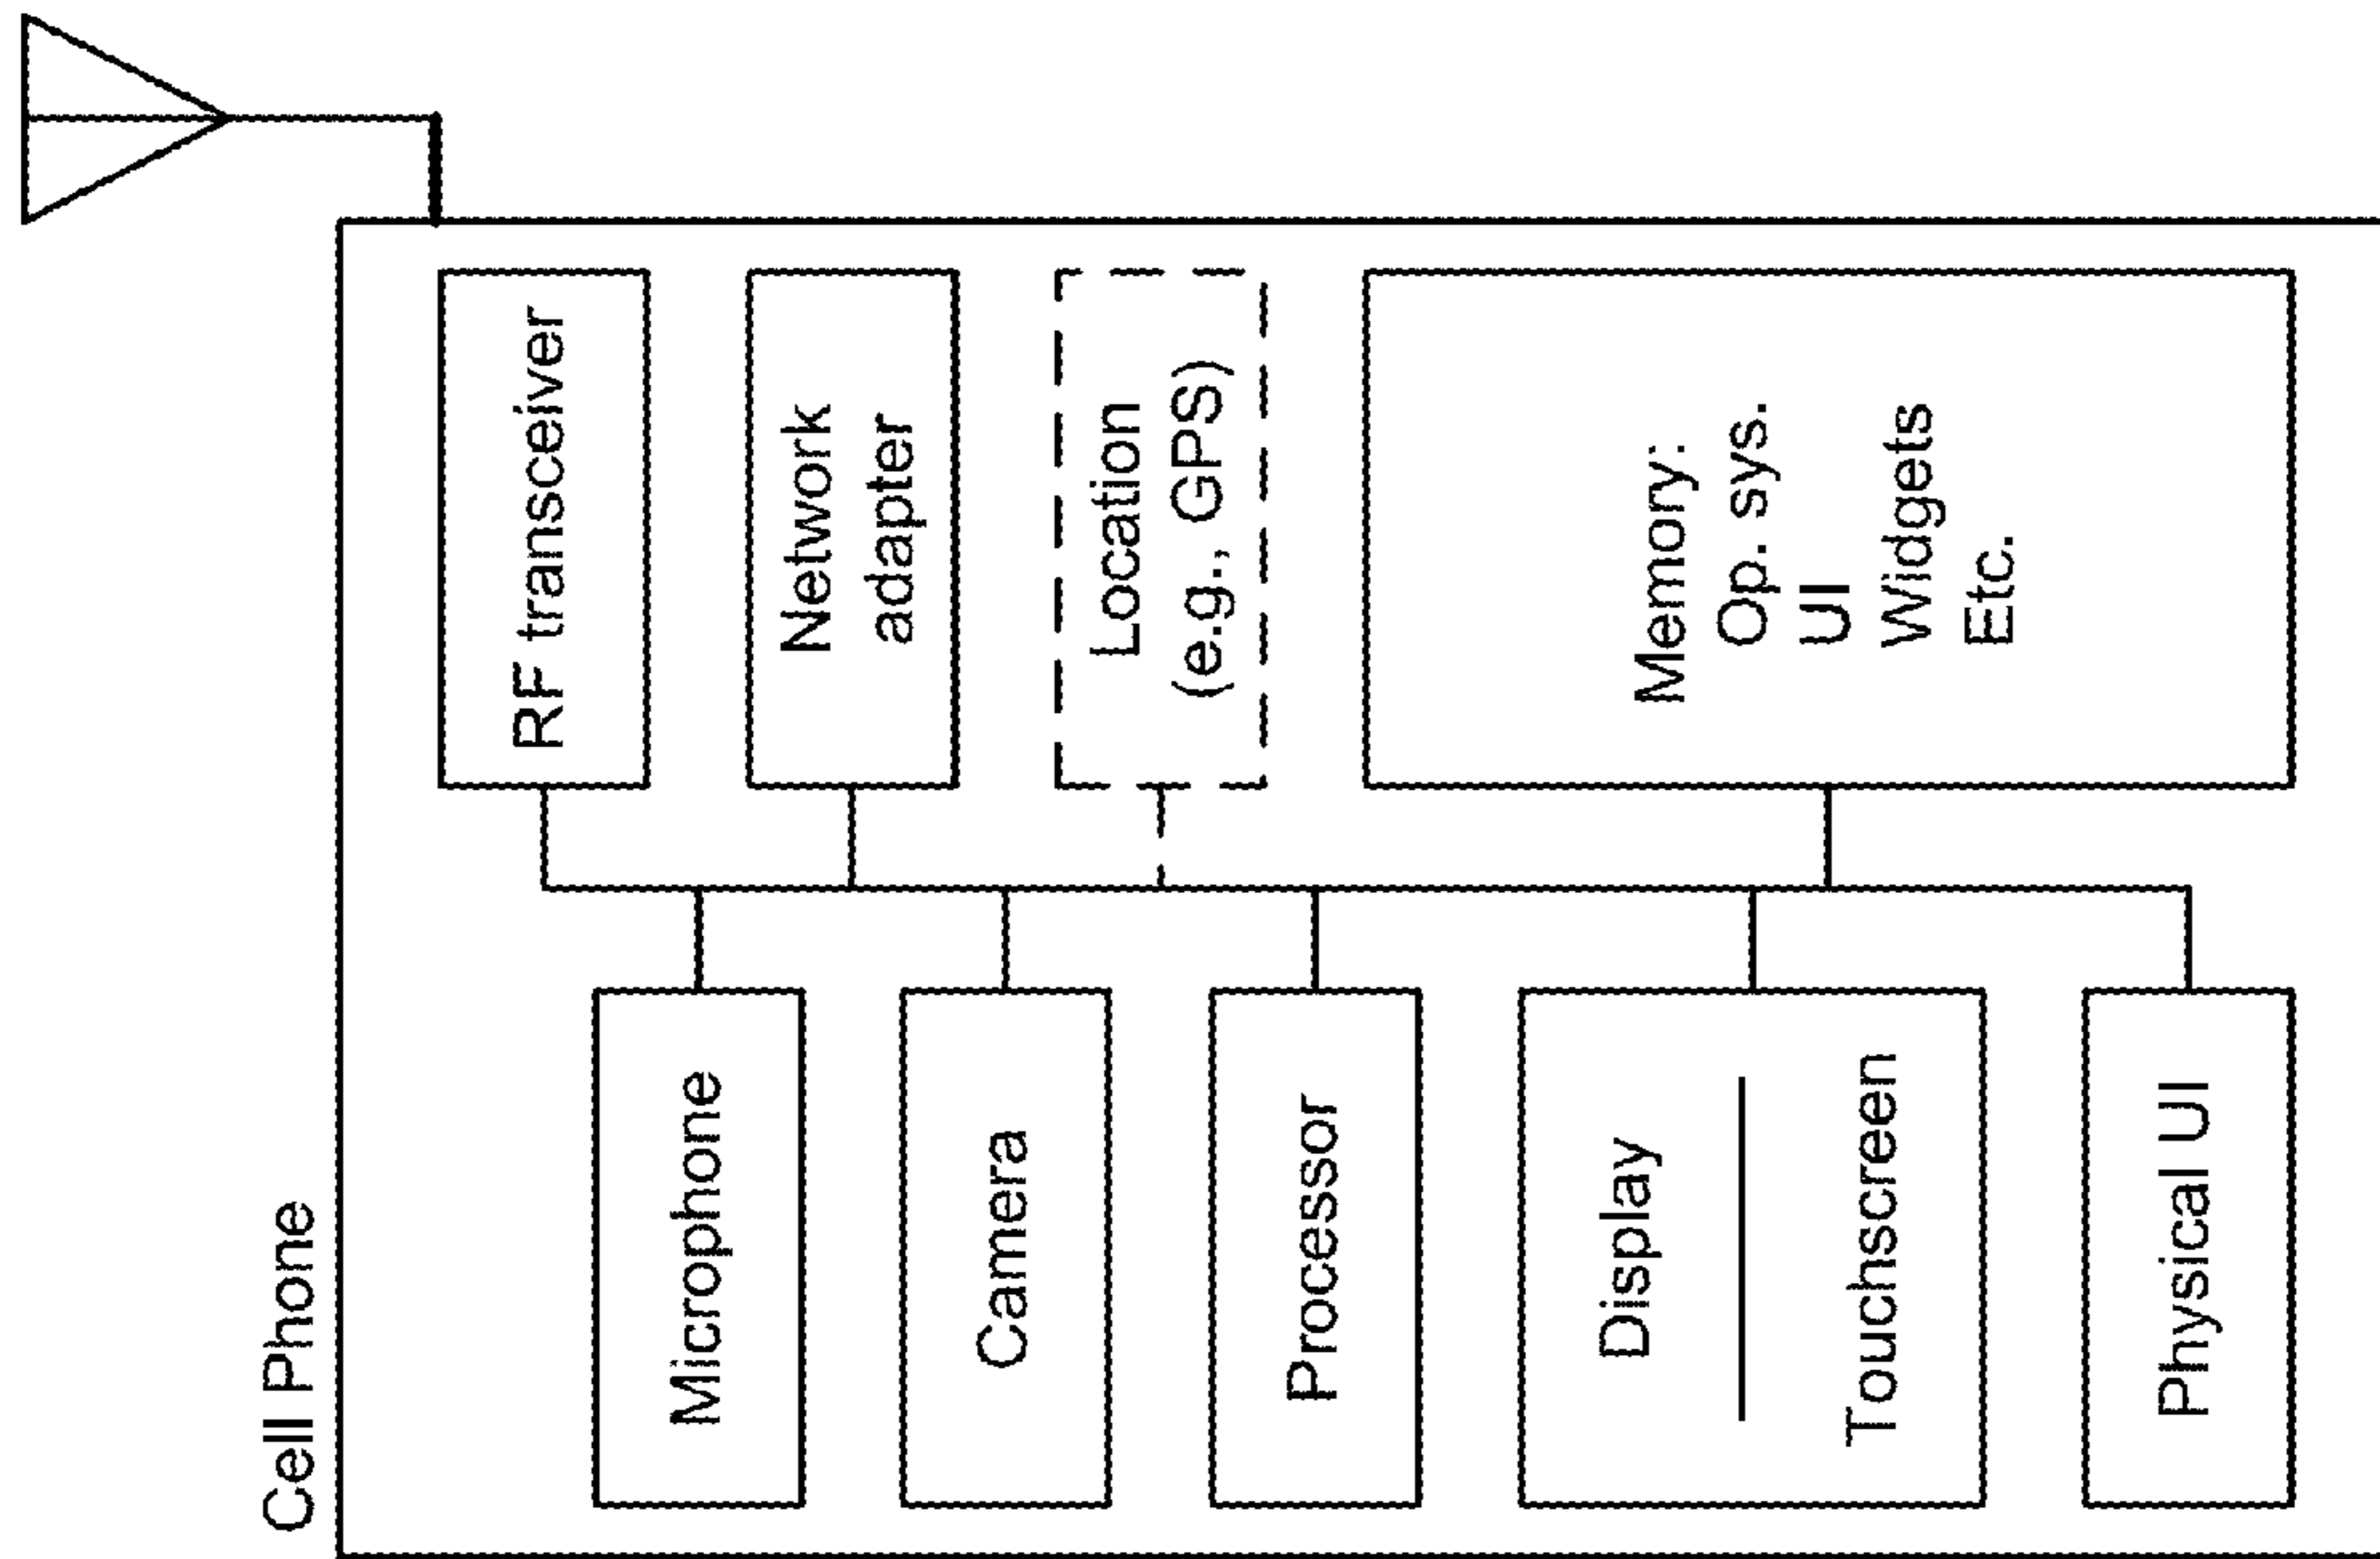 Cell Phone
Microphone
Camera
Processor
Display
Touchscreen
Physical UI
RF transceiver
Network
adapter
Location
(e.g., GPS)
Memory:
Op. sys.
UI
Widgets
Etc.